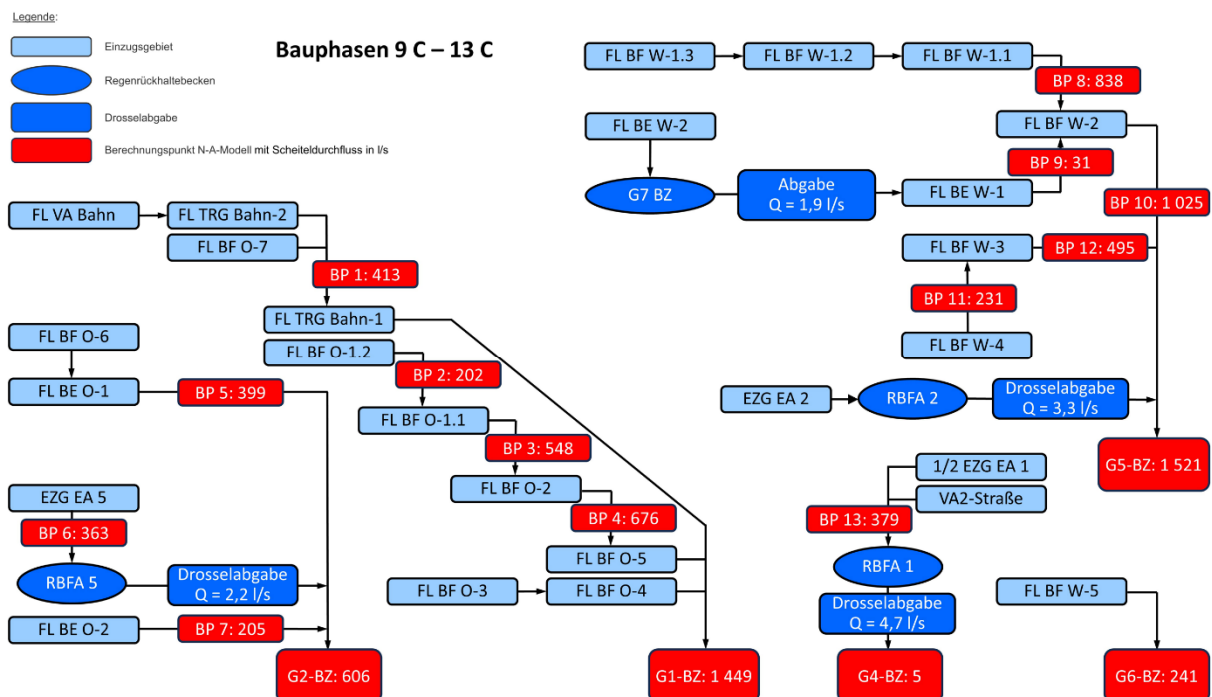 Legende:
Einzugsgebiet
Regenrückhaltebecken
Drosselabgabe
Berechnungspunkt N-A-Modell mit Scheiteldurchfluss in l/s
Bauphasen 9 C – 13 C
FL BF W-1.3
FL BF W-1.2
FL BF W-1.1
BP 8: 838
FL BE W-2
FL BF W-2
BP 9: 31
G7 BZ
Abgabe
Q = 1,9 l/s
FL BE W-1
BP 10: 1 025
FL BF W-3
BP 12: 495
BP 11: 231
FL BF W-4
EZG EA 2
RBFA 2
Drosselabgabe
Q = 3,3 l/s
G5-BZ: 1 521
FL VA Bahn
FL TRG Bahn-2
FL BF O-7
BP 1: 413
FL TRG Bahn-1
FL BF O-1.2
BP 2: 202
FL BF O-1.1
BP 3: 548
FL BF O-2
BP 4: 676
FL BF O-5
FL BF O-3
FL BF O-4
G1-BZ: 1 449
FL BF O-6
FL BE O-1
BP 5: 399
EZG EA 5
BP 6: 363
RBFA 5
Drosselabgabe
Q = 2,2 l/s
FL BE O-2
BP 7: 205
G2-BZ: 606
1/2 EZG EA 1
VA2-Straße
BP 13: 379
RBFA 1
Drosselabgabe
Q = 4,7 l/s
G4-BZ: 5
FL BF W-5
G6-BZ: 241